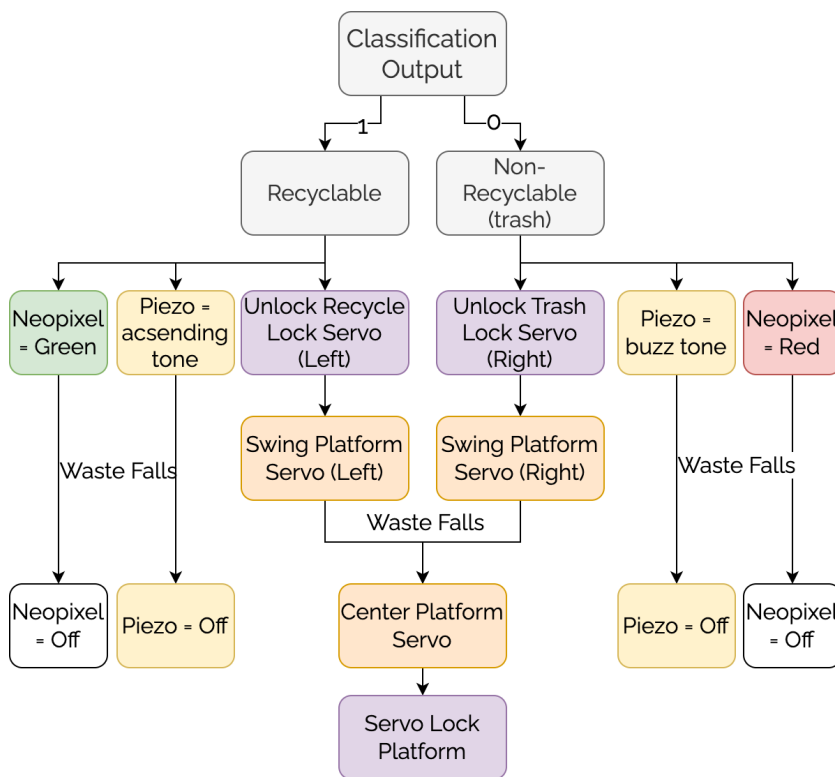 Classification
Output
1
0
Recyclable
Non-
Recyclable
(trash)
Neopixel
= Green
Piezo =
acsending
tone
Unlock Recycle
Lock Servo
(Left)
Unlock Trash
Lock Servo
(Right)
Piezo =
buzz tone
Neopixel
= Red
Swing Platform
Servo (Left)
Swing Platform
Servo (Right)
Waste Falls
Waste Falls
Waste Falls
Neopixel
= Off
Piezo = Off
Center Platform
Servo
Piezo = Off
Neopixel
= Off
Servo Lock
Platform